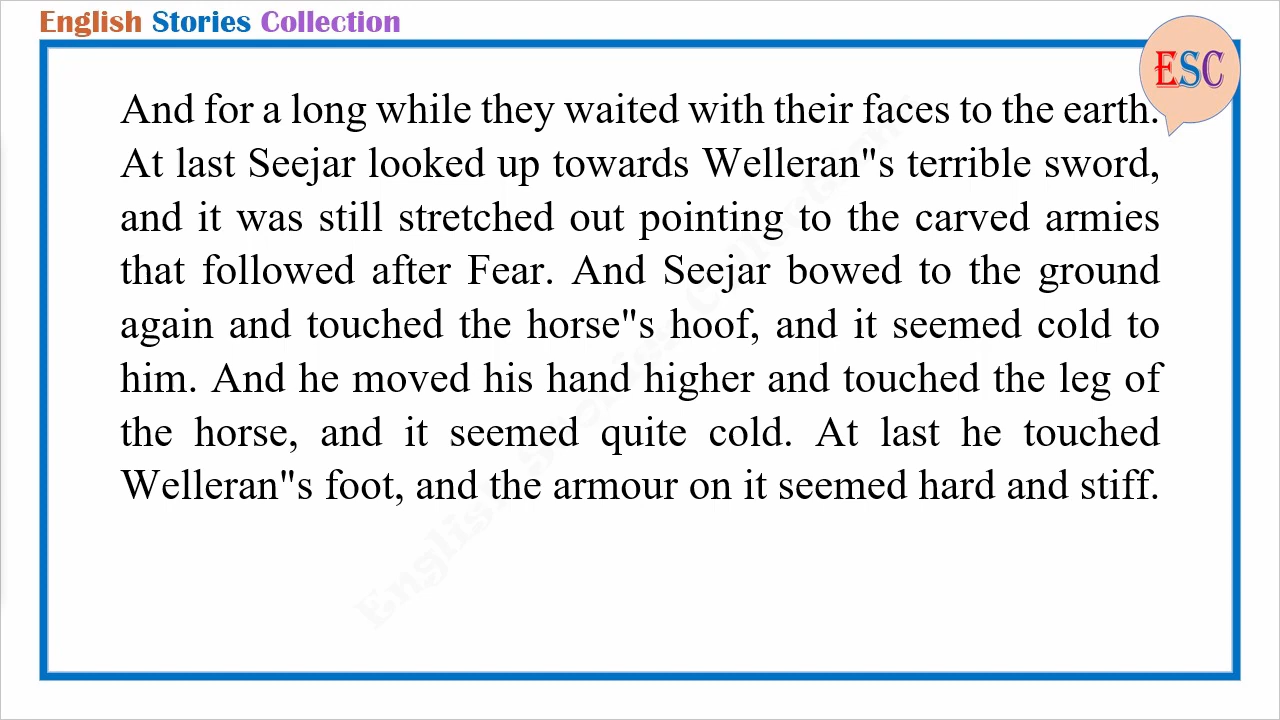 English Stories Collection
ESC
And for a long while they waited with their faces to the earth.
At last Seejar looked up towards Welleran"s terrible sword,
and it was still stretched out pointing to the carved armies
that followed after Fear. And Seejar bowed to the ground
again and touched the horse"s hoof, and it seemed cold to
him. And he moved his hand higher and touched the leg of
the horse, and it seemed quite cold. At last he touched
Welleran"s foot, and the armour on it seemed hard and stiff.
English Stories